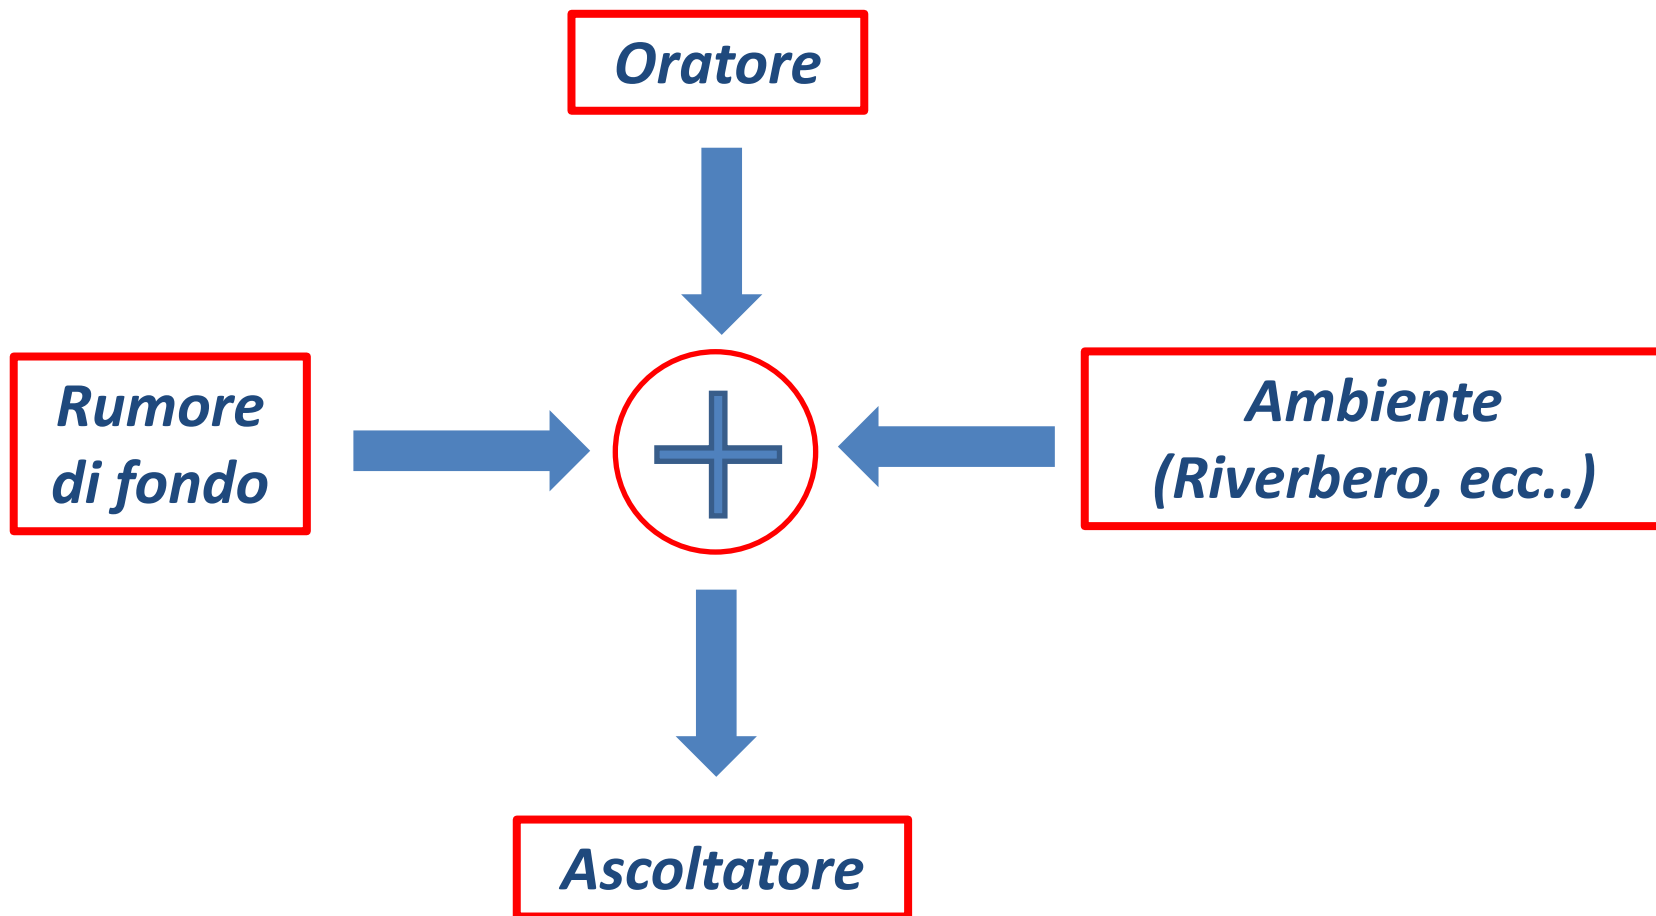 Oratore
Rumore
di fondo
Ambiente
(Riverbero, ecc..)
Ascoltatore